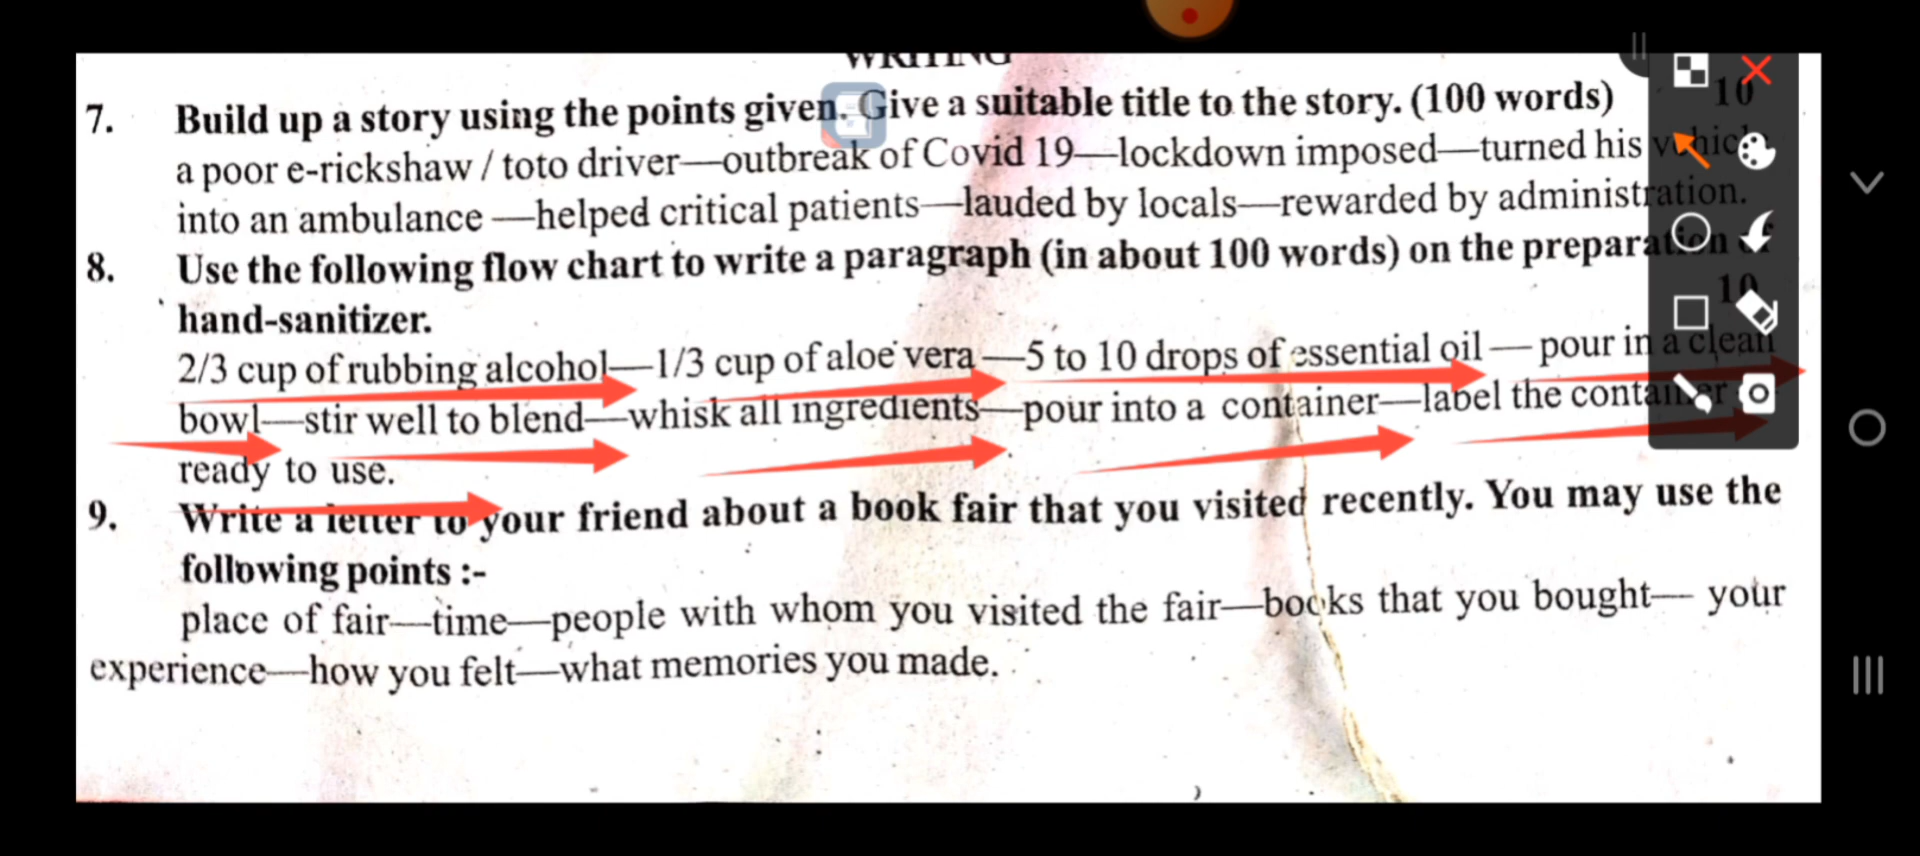 WRITING
7. Build up a story using the points given. Give a suitable title to the story. (100 words) 10
a poor e-rickshaw / toto driver—outbreak of Covid 19—lockdown imposed—turned his vehicle
into an ambulance —helped critical patients—lauded by locals—rewarded by administration.
8. Use the following flow chart to write a paragraph (in about 100 words) on the preparation of
hand-sanitizer. 10
2/3 cup of rubbing alcohol—1/3 cup of aloe vera—5 to 10 drops of essential oil — pour in a clean
bowl—stir well to blend—whisk all ingredients—pour into a container—label the container
ready to use.
9. Write a letter to your friend about a book fair that you visited recently. You may use the
following points :-
place of fair—time—people with whom you visited the fair—books that you bought— your
experience—how you felt—what memories you made.